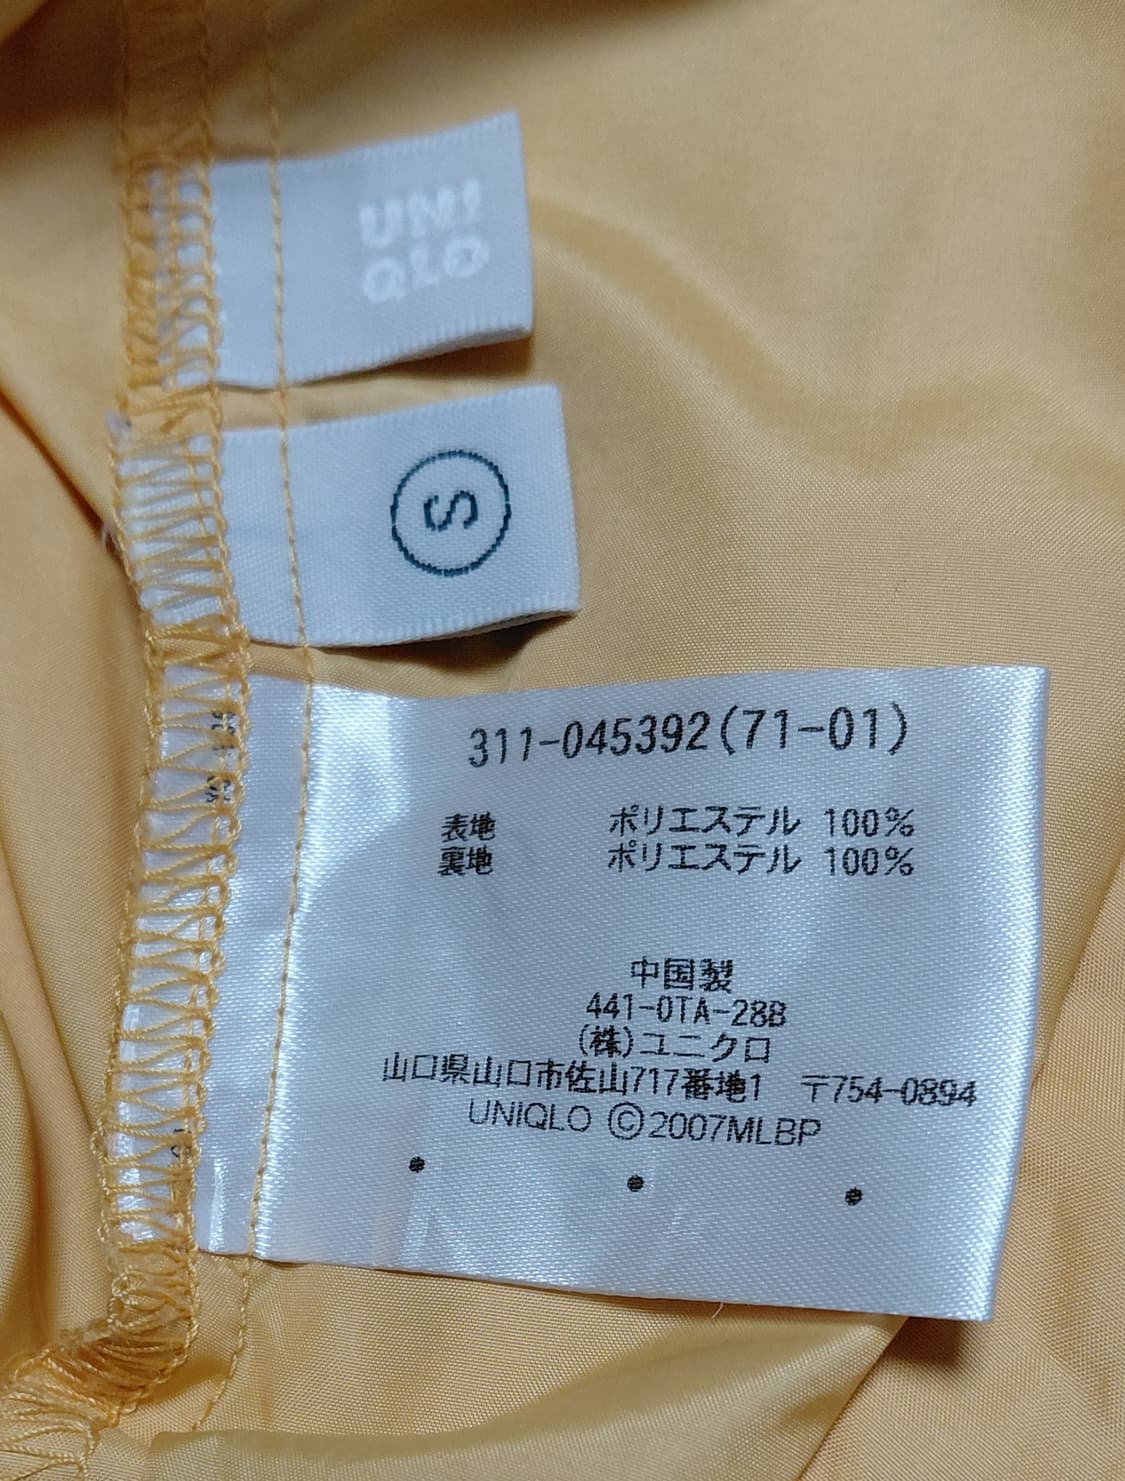 UNI
QLO
S
311-045392(71-01)
表地 ポリエステル 100%
裏地 ポリエステル 100%
中国製
441-0TA-28B
(株)ユニクロ
山口県山口市佐山717番地1 〒754-0894
UNIQLO ©2007MLBP